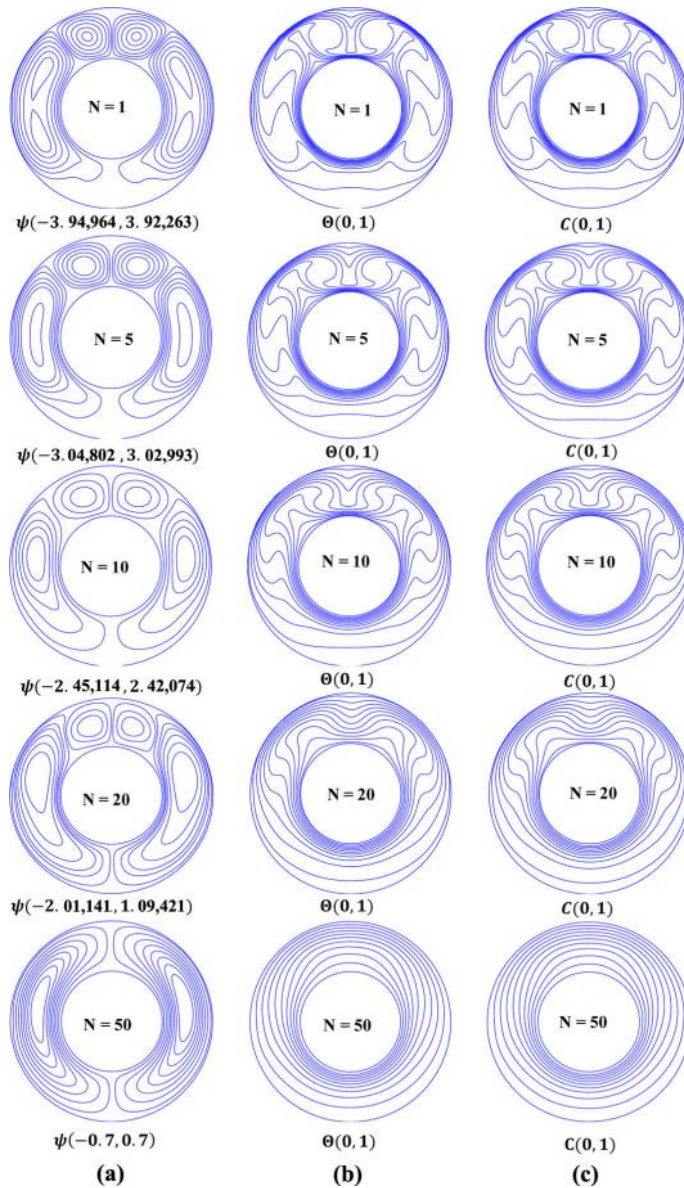 N = 1 N = 1 N = 1
ψ(−3.94,964 , 3.92,263) Θ(0, 1) C(0, 1)
N = 5 N = 5 N = 5
ψ(−3.04,802 , 3.02,993) Θ(0, 1) C(0, 1)
N = 10 N = 10 N = 10
ψ(−2.45,114 , 2.42,074) Θ(0, 1) C(0, 1)
N = 20 N = 20 N = 20
ψ(−2.01,141, 1.09,421) Θ(0, 1) C(0, 1)
N = 50 N = 50 N = 50
ψ(−0.7, 0.7) Θ(0, 1) C(0, 1)
(a) (b) (c)